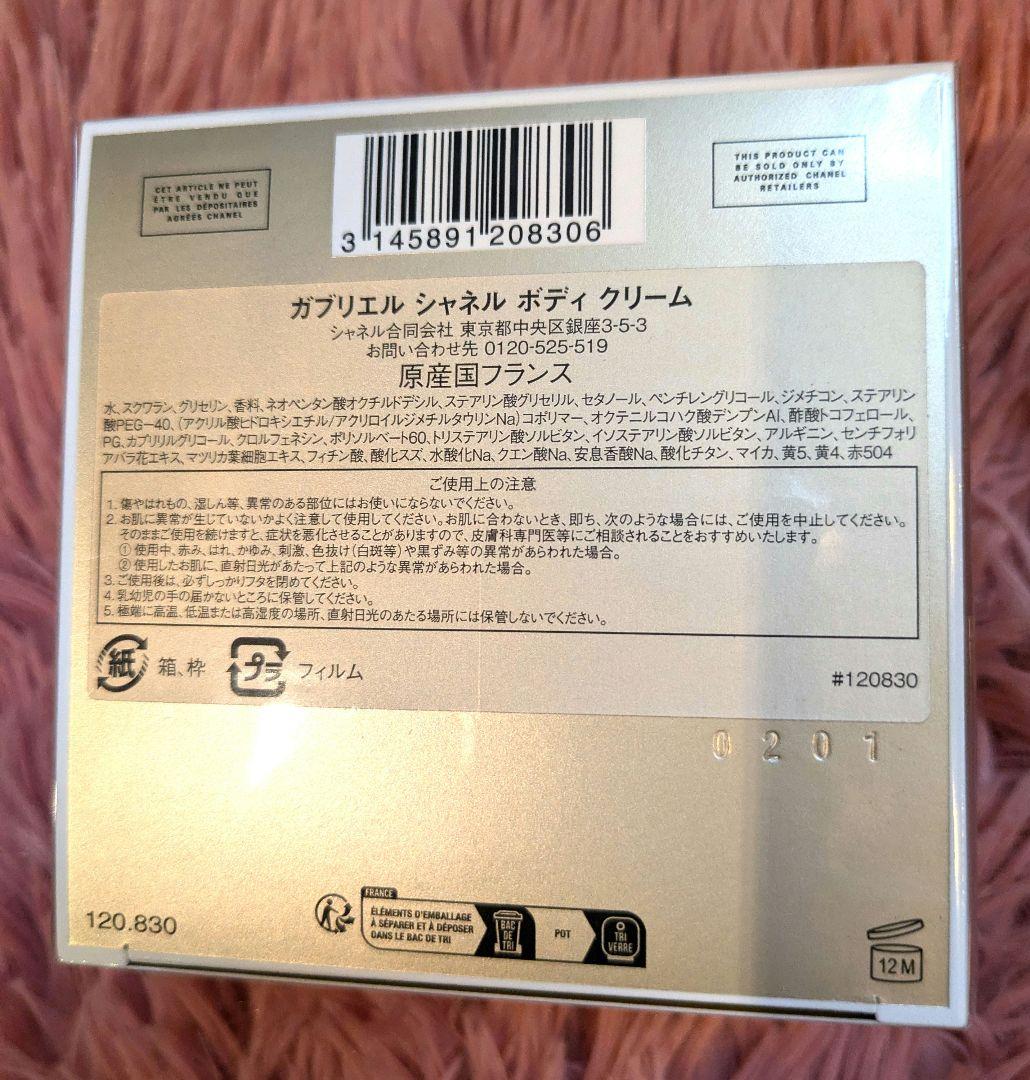 CET ARTICLE NE PEUT
ÊTRE VENDU QUE
PAR LES DÉPOSITAIRES
AGRÉÉS CHANEL
3 145891 208306
THIS PRODUCT CAN
BE SOLD ONLY BY
AUTHORIZED CHANEL
RETAILERS
ガブリエル シャネル ボディ クリーム
シャネル合同会社 東京都中央区銀座3-5-3
お問い合わせ先 0120-525-519
原産国フランス
水、スクワラン、グリセリン、香料、ネオペンタン酸オクチルドデシル、ステアリン酸グリセリル、セタノール、ペンチレングリコール、ジメチコン、ステアリン
酸PEG-40、(アクリル酸ヒドロキシエチル/アクリロイルジメチルタウリンNa)コポリマー、オクテニルコハク酸デンプンAl、酢酸トコフェロール、
PG、カプリリルグリコール、クロルフェネシン、ポリソルベート60、トリステアリン酸ソルビタン、イソステアリン酸ソルビタン、アルギニン、センチフォリ
アバラ花エキス、マツリカ葉細胞エキス、フィチン酸、酸化スズ、水酸化Na、クエン酸Na、安息香酸Na、酸化チタン、マイカ、黄5、黄4、赤504
ご使用上の注意
1. 傷やはれもの、湿しん等、異常のある部位にはお使いにならないでください。
2. お肌に異常が生じていないかよく注意して使用してください。お肌に合わないとき、即ち、次のような場合には、ご使用を中止してください。
そのままご使用を続けますと、症状を悪化させることがありますので、皮膚科専門医等にご相談されることをおすすめいたします。
① 使用中、赤み、はれ、かゆみ、刺激、色抜け(白斑等)や黒ずみ等の異常があらわれた場合。
② 使用したお肌に、直射日光があたって上記のような異常があらわれた場合。
3. ご使用後は、必ずしっかりフタを閉めてください。
4. 乳幼児の手の届かないところに保管してください。
5. 極端に高温、低温または高湿度の場所、直射日光のあたる場所には保管しないでください。
紙 箱、枠 プラ フィルム
#120830
0201
120.830
FRANCE
ÉLÉMENTS D'EMBALLAGE
À SÉPARER ET À DÉPOSER
DANS LE BAC DE TRI
BAC
DE
TRI
POT
TRI
VERRE
12M